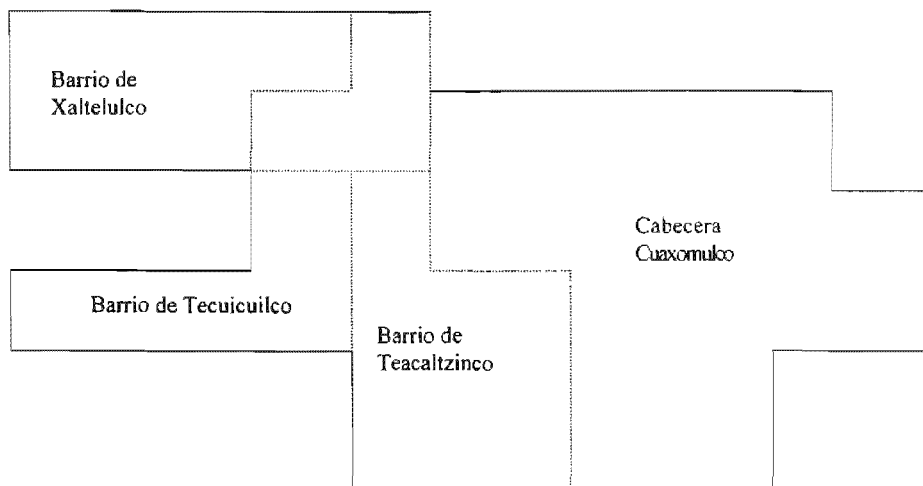 Barrio de
Xaltelulco
Cabecera
Cuaxomulco
Barrio de Tecuicuilco
Barrio de
Teacaltzinco